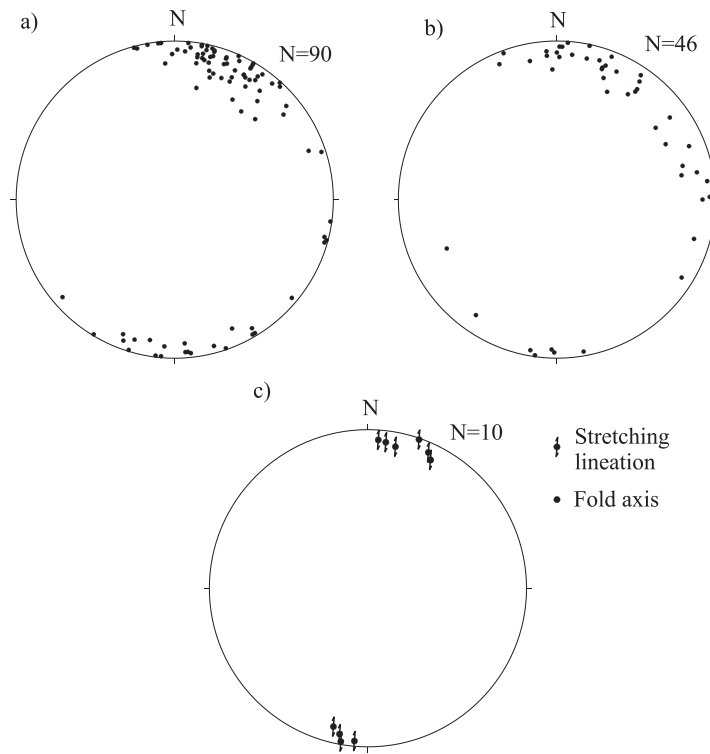 a)
N
N=90
b)
N
N=46
c)
N
N=10
Stretching
lineation
Fold axis